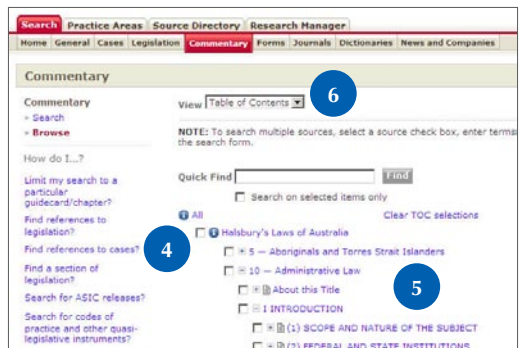 Search Practice Areas Source Directory Research Manager
Home General Cases Legislation Commentary Forms Journals Dictionaries News and Companies
Commentary
Commentary
Search
Browse
How do I...?
Limit my search to a
particular
guidecard/chapter?
Find references to
legislation?
Find references to cases?
Find a section of
legislation?
Search for ASIC releases?
Search for codes of
practice and other quasi-
legislative instruments?
View Table of Contents
6
NOTE: To search multiple sources, select a source check box, enter terms
the search form.
Quick Find Find
Search on selected items only
All Clear TOC selections
4
Halsbury's Laws of Australia
5 — Aboriginals and Torres Strait Islanders
10 — Administrative Law
About this Title
5
I INTRODUCTION
(1) SCOPE AND NATURE OF THE SUBJECT
(2) FEDERAL AND STATE INSTITUTIONS